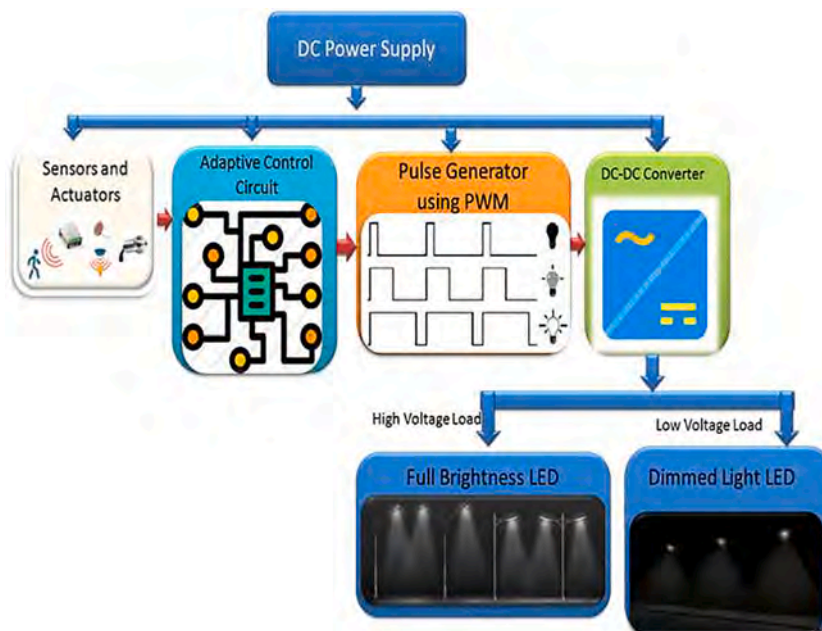 DC Power Supply
Sensors and
Actuators
Adaptive Control
Circuit
Pulse Generator
using PWM
DC-DC Converter
High Voltage Load
Low Voltage Load
Full Brightness LED
Dimmed Light LED